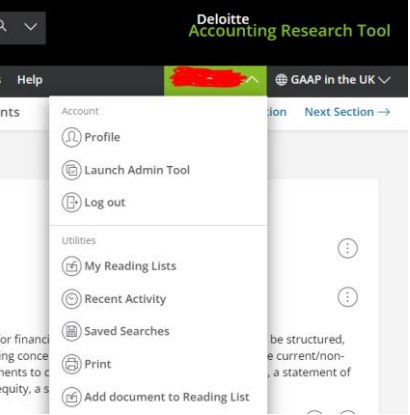 Deloitte
Accounting Research Tool
Help
GAAP in the UK
nts
Account
ion
Next Section →
Profile
Launch Admin Tool
Log out
Utilities
My Reading Lists
Recent Activity
or financi
be structured,
Saved Searches
ing conce
e current/non-
Print
ments to c
, a statement of
equity, a s
Add document to Reading List